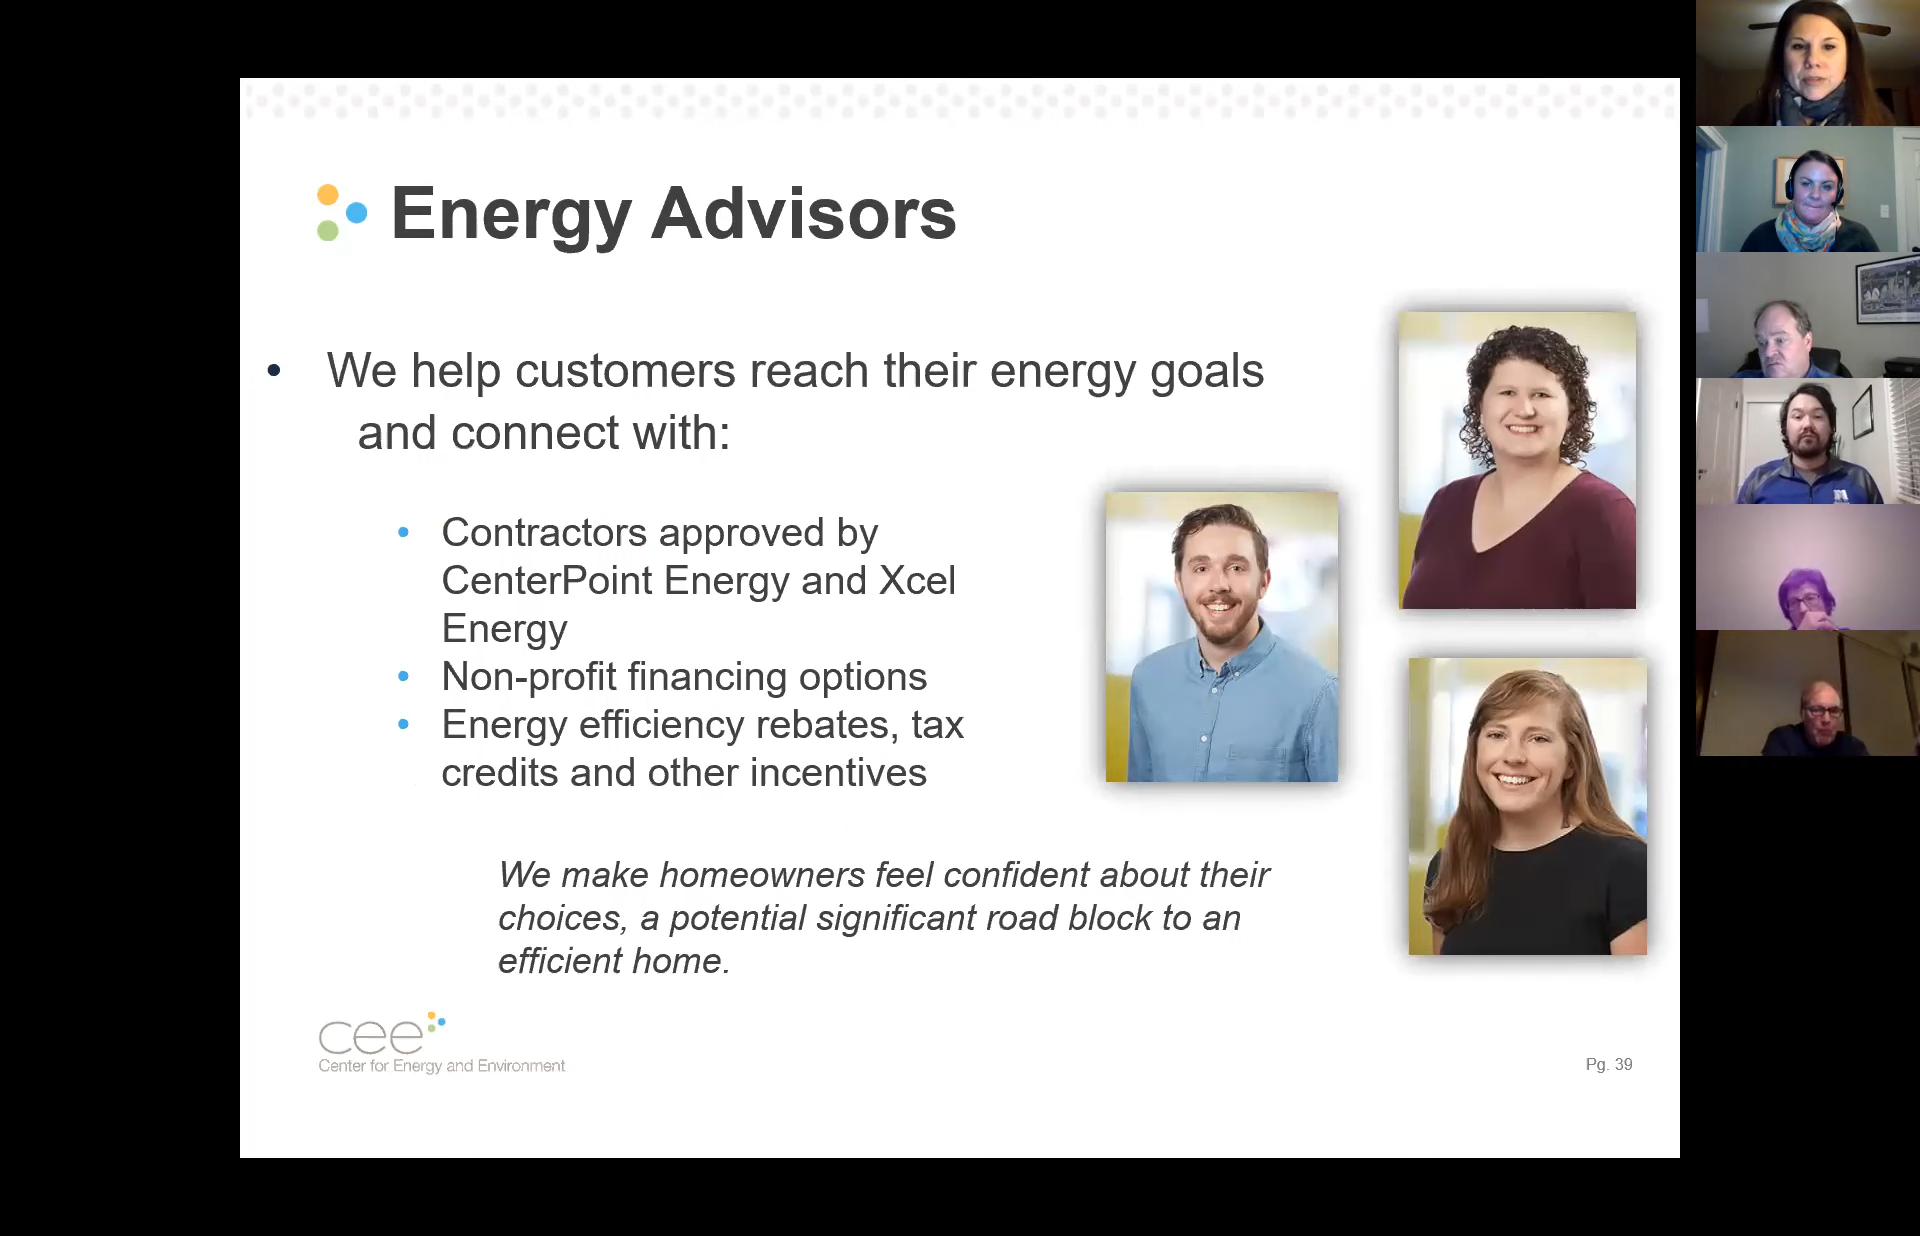 Energy Advisors
• We help customers reach their energy goals
and connect with:
• Contractors approved by
CenterPoint Energy and Xcel
Energy
• Non-profit financing options
• Energy efficiency rebates, tax
credits and other incentives
We make homeowners feel confident about their
choices, a potential significant road block to an
efficient home.
cee
Center for Energy and Environment
Pg. 39